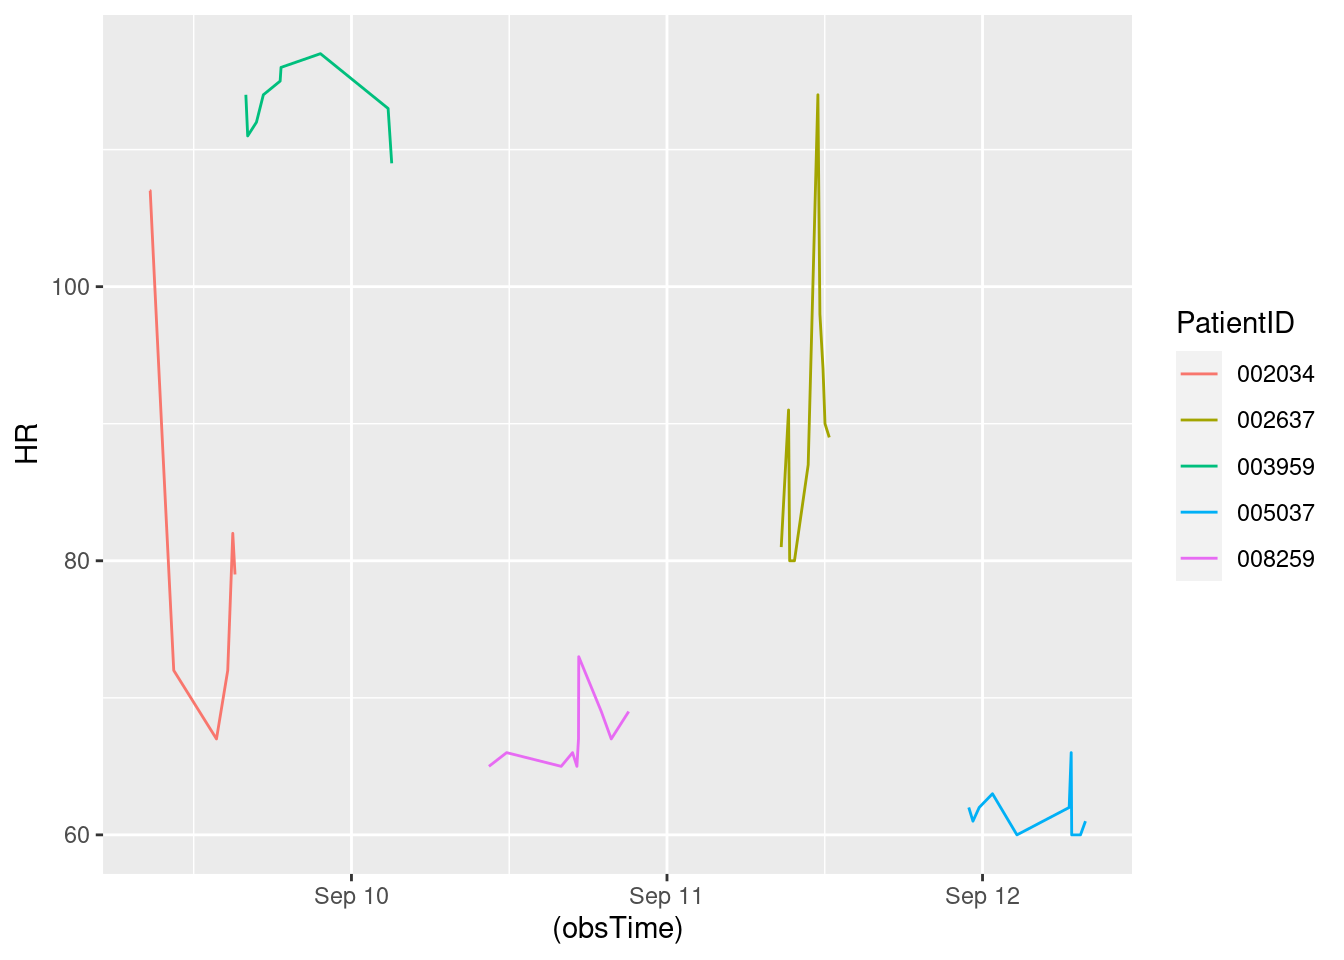 HR
100
80
60
Sep 10
Sep 11
Sep 12
(obsTime)
PatientID
002034
002637
003959
005037
008259